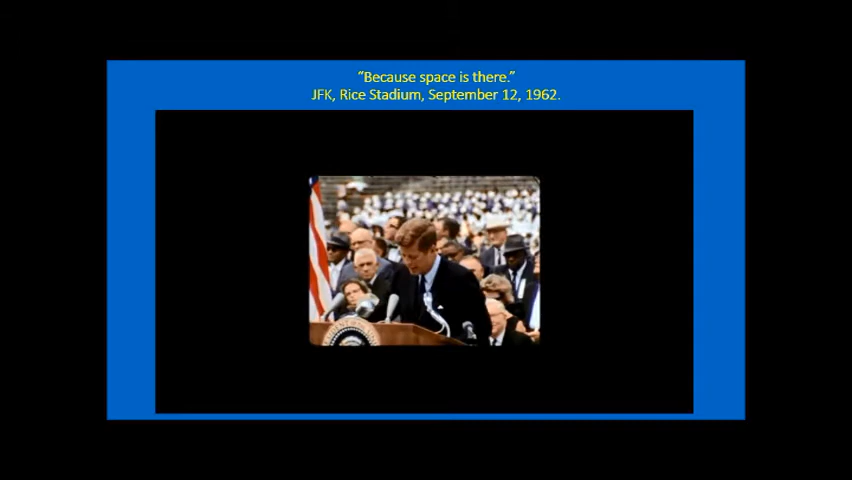 “Because space is there.”
JFK, Rice Stadium, September 12, 1962.